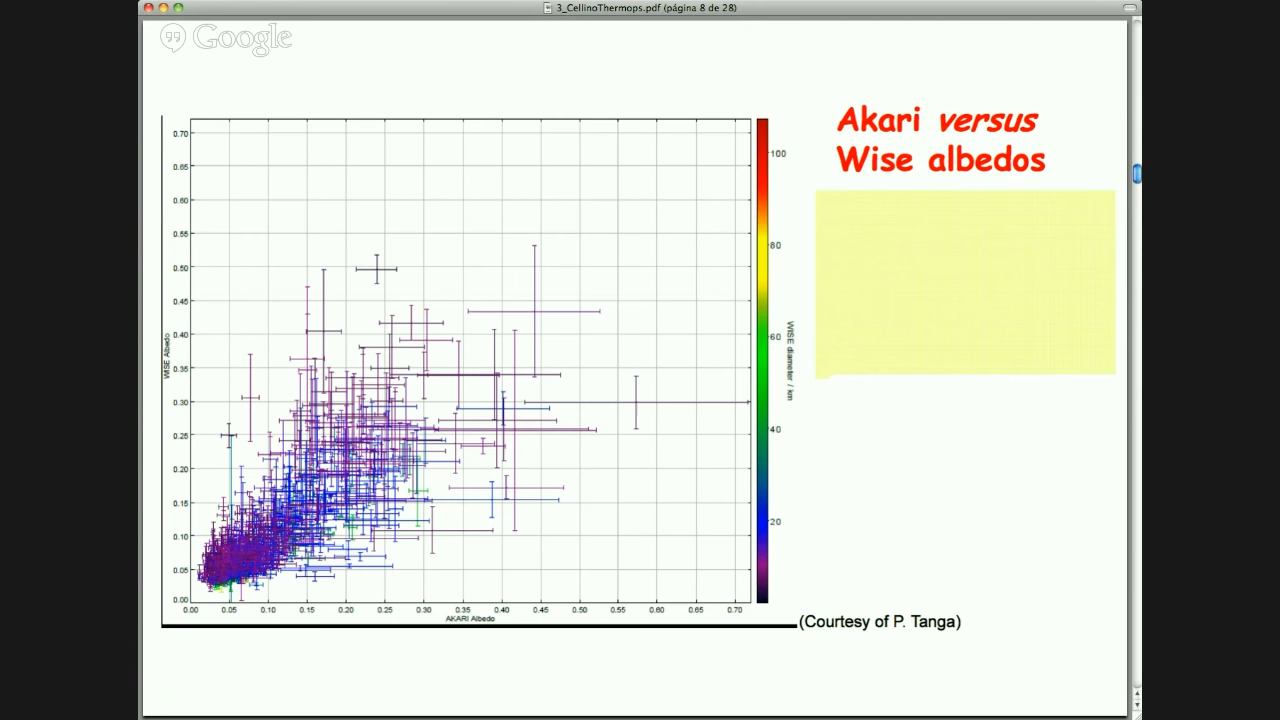 3_CellinoThermops.pdf (página 8 de 28)
Google
Akari versus
Wise albedos
0.70
0.65
0.60
0.55
0.50
0.45
0.40
0.35
0.30
0.25
0.20
0.15
0.10
0.05
0.00
WISE Albedo
0.00 0.05 0.10 0.15 0.20 0.25 0.30 0.35 0.40 0.45 0.50 0.55 0.60 0.65 0.70
AKARI Albedo
100
80
60
40
20
WISE diameter / km
(Courtesy of P. Tanga)